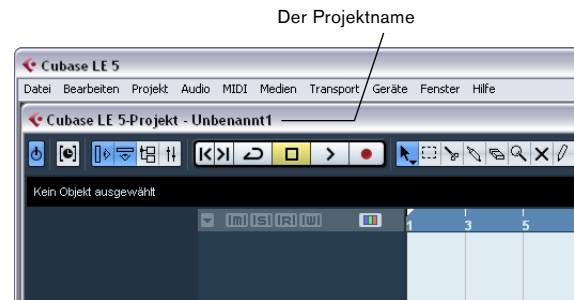 Der Projektname
Cubase LE 5
Datei Bearbeiten Projekt Audio MIDI Medien Transport Geräte Fenster Hilfe
Cubase LE 5-Projekt - Unbenannt1
Kein Objekt ausgewählt
M S R W
1 3 5